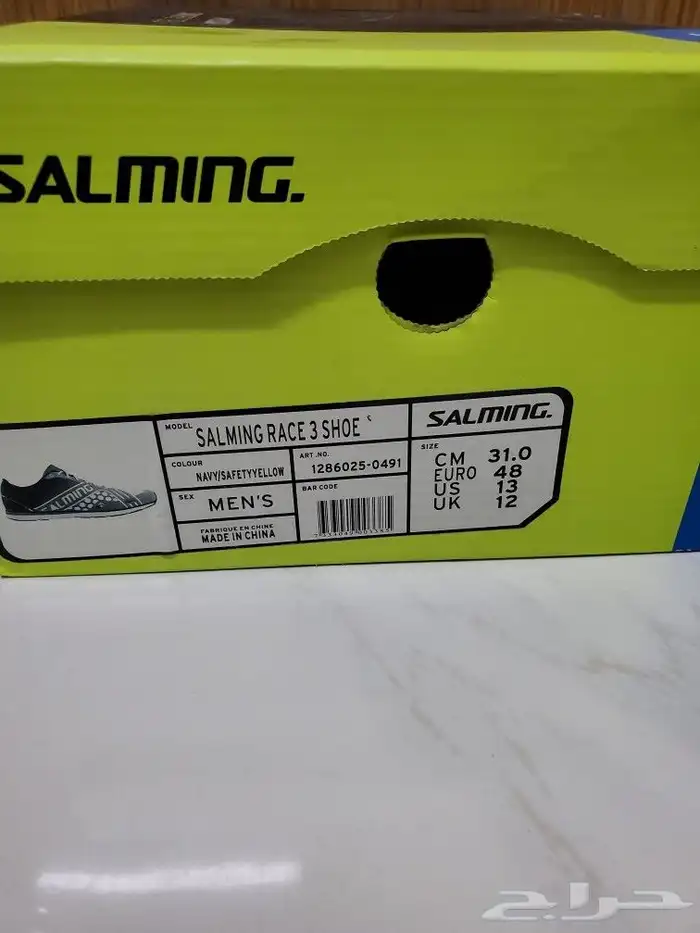 SALMING.
MODEL
SALMING RACE 3 SHOE
COLOUR
NAVY/SAFETYYELLOW
SEX
MEN'S
FABRIQUE EN CHINE
MADE IN CHINA
ART .NO.
1286025-0491
BAR CODE
SALMING.
SIZE
CM 31.0
EURO 48
US 13
UK 12
SALMING
حراج